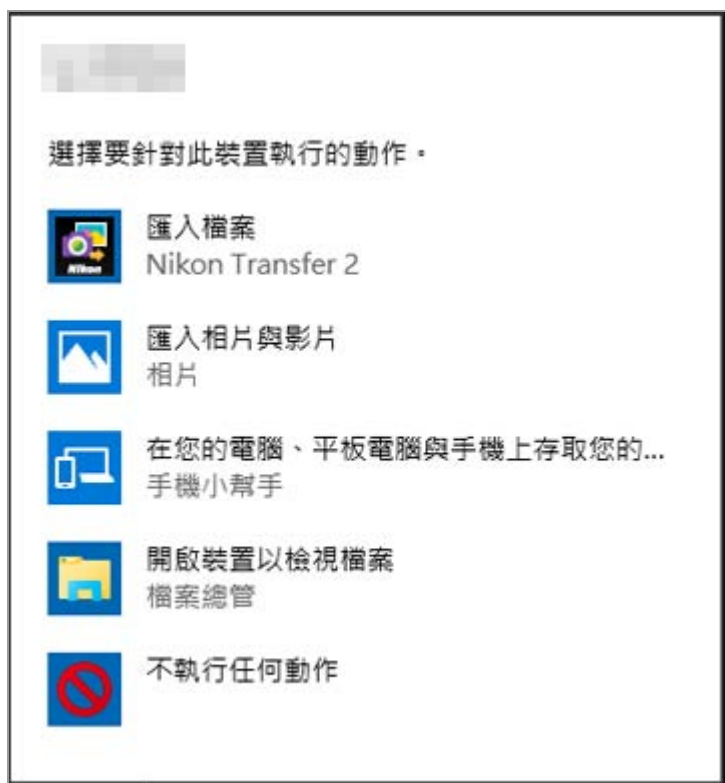 選擇要針對此裝置執行的動作。
匯入檔案
Nikon
Nikon Transfer 2
匯入相片與影片
相片
在您的電腦、平板電腦與手機上存取您的...
手機小幫手
開啟裝置以檢視檔案
檔案總管
不執行任何動作